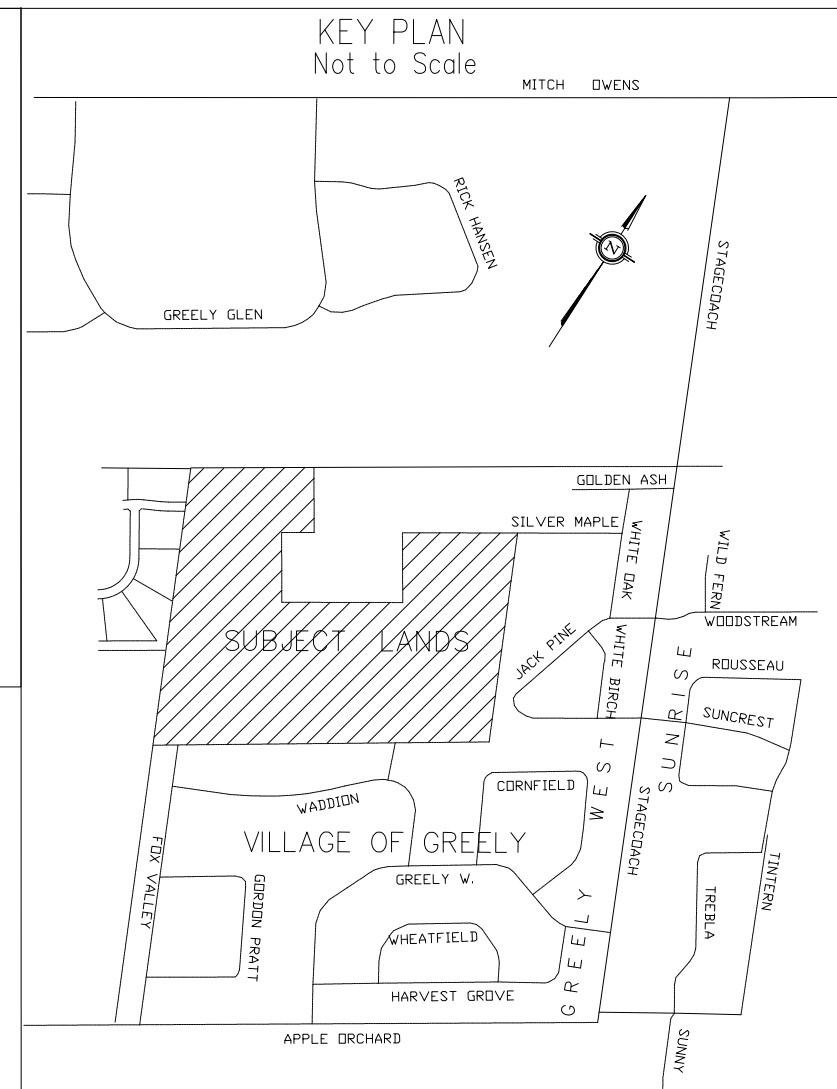 KEY PLAN
Not to Scale
MITCH OWENS
RICK HANSEN
N
STAGECOACH
GREELY GLEN
GOLDEN ASH
SILVER MAPLE
WHITE OAK
WILD FERN
WOODSTREAM
SUBJECT LANDS
JACK PINE
WHITE BIRCH
ROUSSEAU
SUNCREST
SUNRISE
GREELY WEST
STAGECOACH
CORNFIELD
WADDION
VILLAGE OF GREELY
FOX VALLEY
GORDON PRATT
GREELY W.
TINTERN
TREBLA
WHEATFIELD
HARVEST GROVE
APPLE ORCHARD
SUNNY